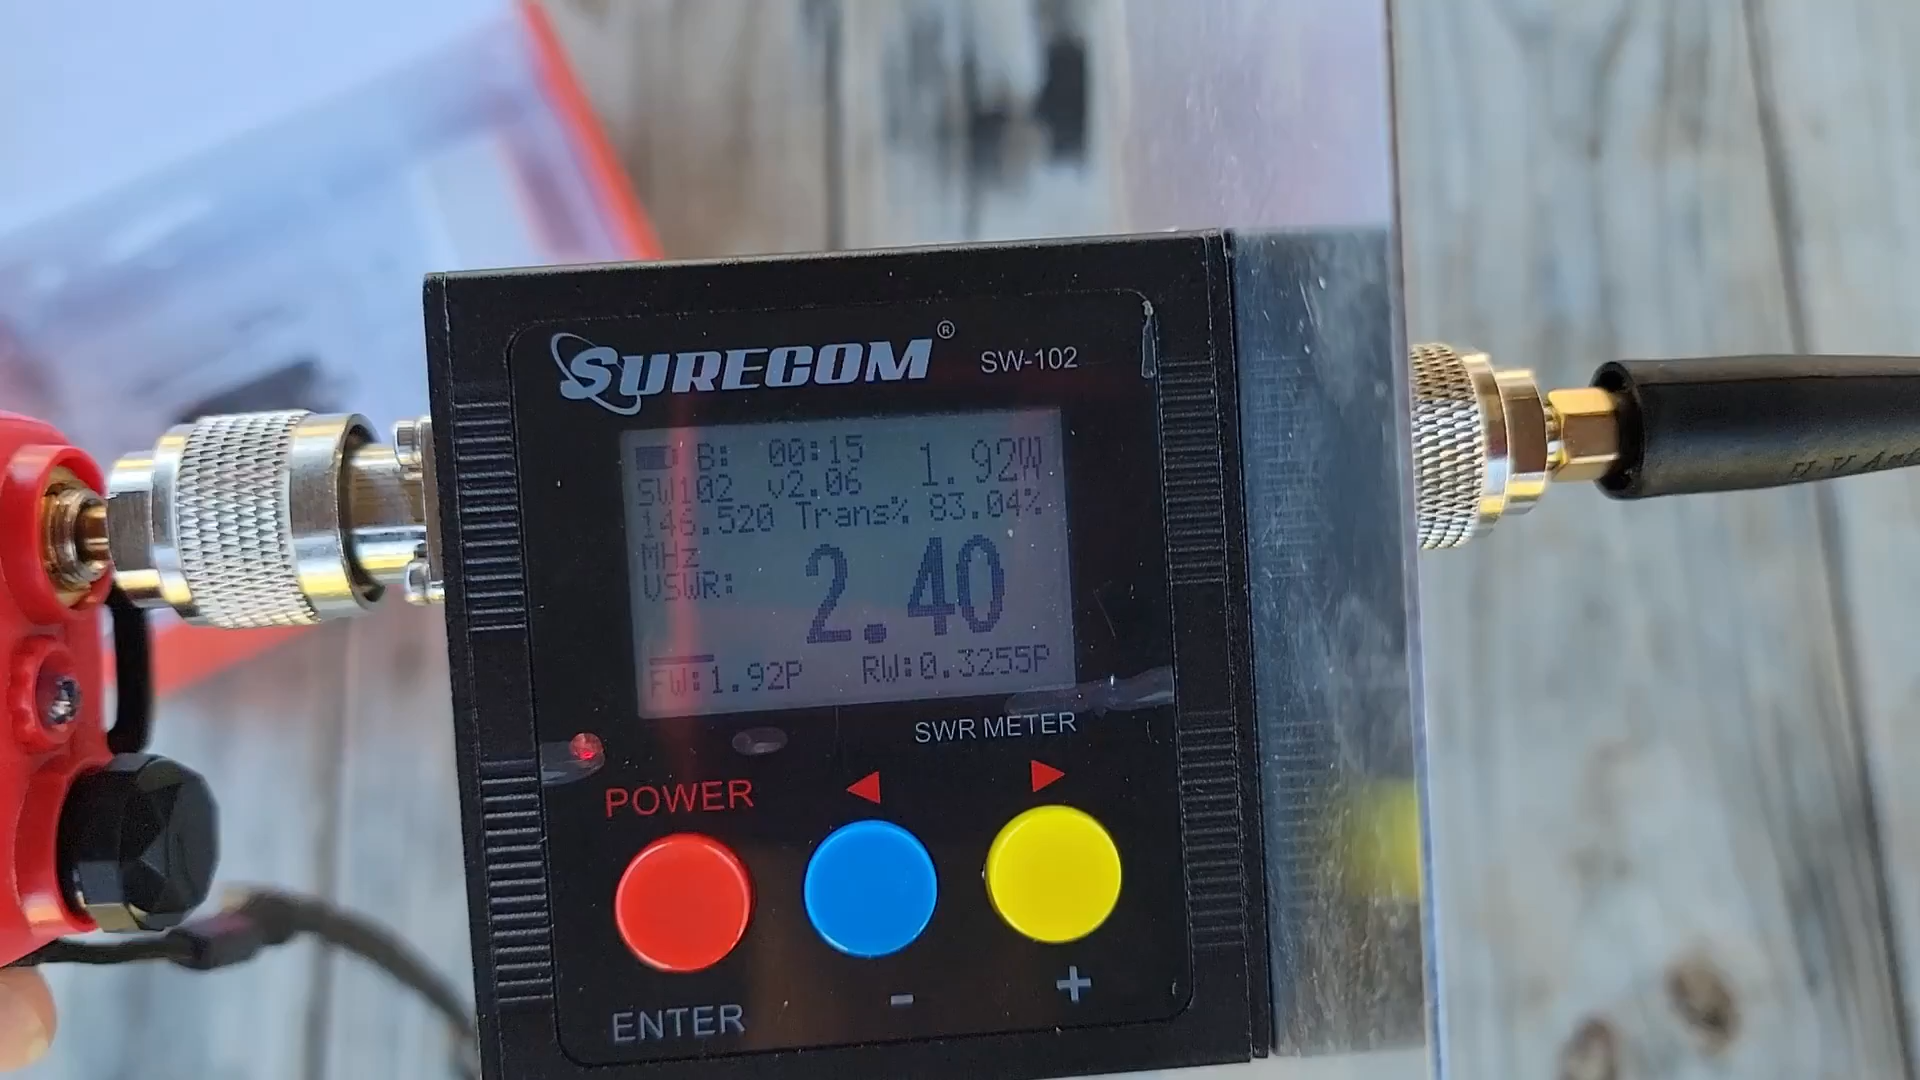 SURECOM ® SW-102
B: 00:15 1.92W
SW102 v2.06
146.520 Trans% 83.04%
MHz
VSWR: 2.40
FW:1.92P RW:0.3255P
SWR METER
POWER
ENTER - +